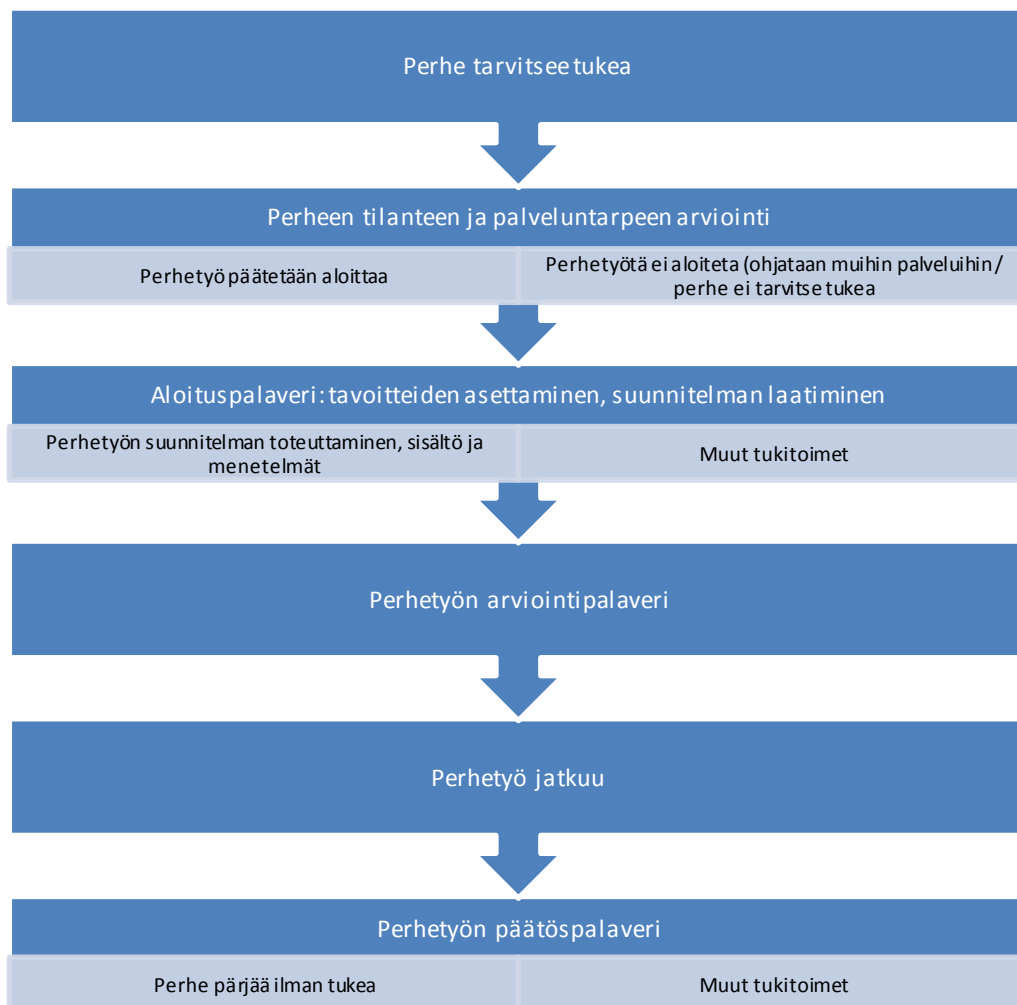 Perhe tarvitsee tukea
Perheen tilanteen ja palveluntarpeen arviointi
Perhetyö päätetään aloittaa
Perhetyötä ei aloiteta (ohjataan muihin palveluihin/
perhe ei tarvitse tukea
Aloituspalaveri: tavoitteiden asettaminen, suunnitelman laatiminen
Perhetyön suunnitelman toteuttaminen, sisältö ja
menetelmät
Muut tukitoimet
Perhetyön arviointipalaveri
Perhetyö jatkuu
Perhetyön päätöspalaveri
Perhe pärjää ilman tukea
Muut tukitoimet